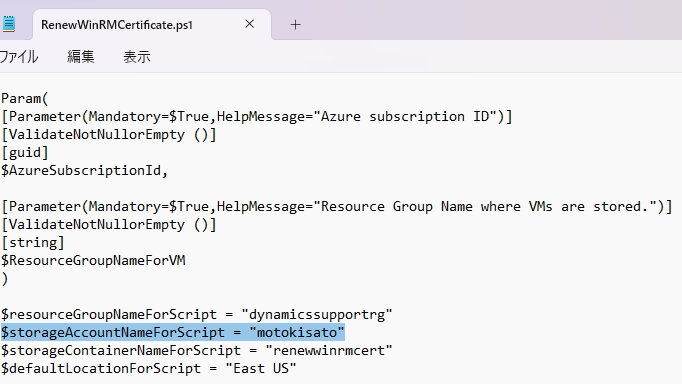 RenewWinRMCertificate.ps1
ファイル 編集 表示
Param(
[Parameter(Mandatory=$True,HelpMessage="Azure subscription ID")]
[ValidateNotNullorEmpty ()]
[guid]
$AzureSubscriptionId,
[Parameter(Mandatory=$True,HelpMessage="Resource Group Name where VMs are stored.")]
[ValidateNotNullorEmpty ()]
[string]
$ResourceGroupNameForVM
)
$resourceGroupNameForScript = "dynamicssupportrg"
$storageAccountNameForScript = "motokisato"
$storageContainerNameForScript = "renewwinrmcert"
$defaultLocationForScript = "East US"